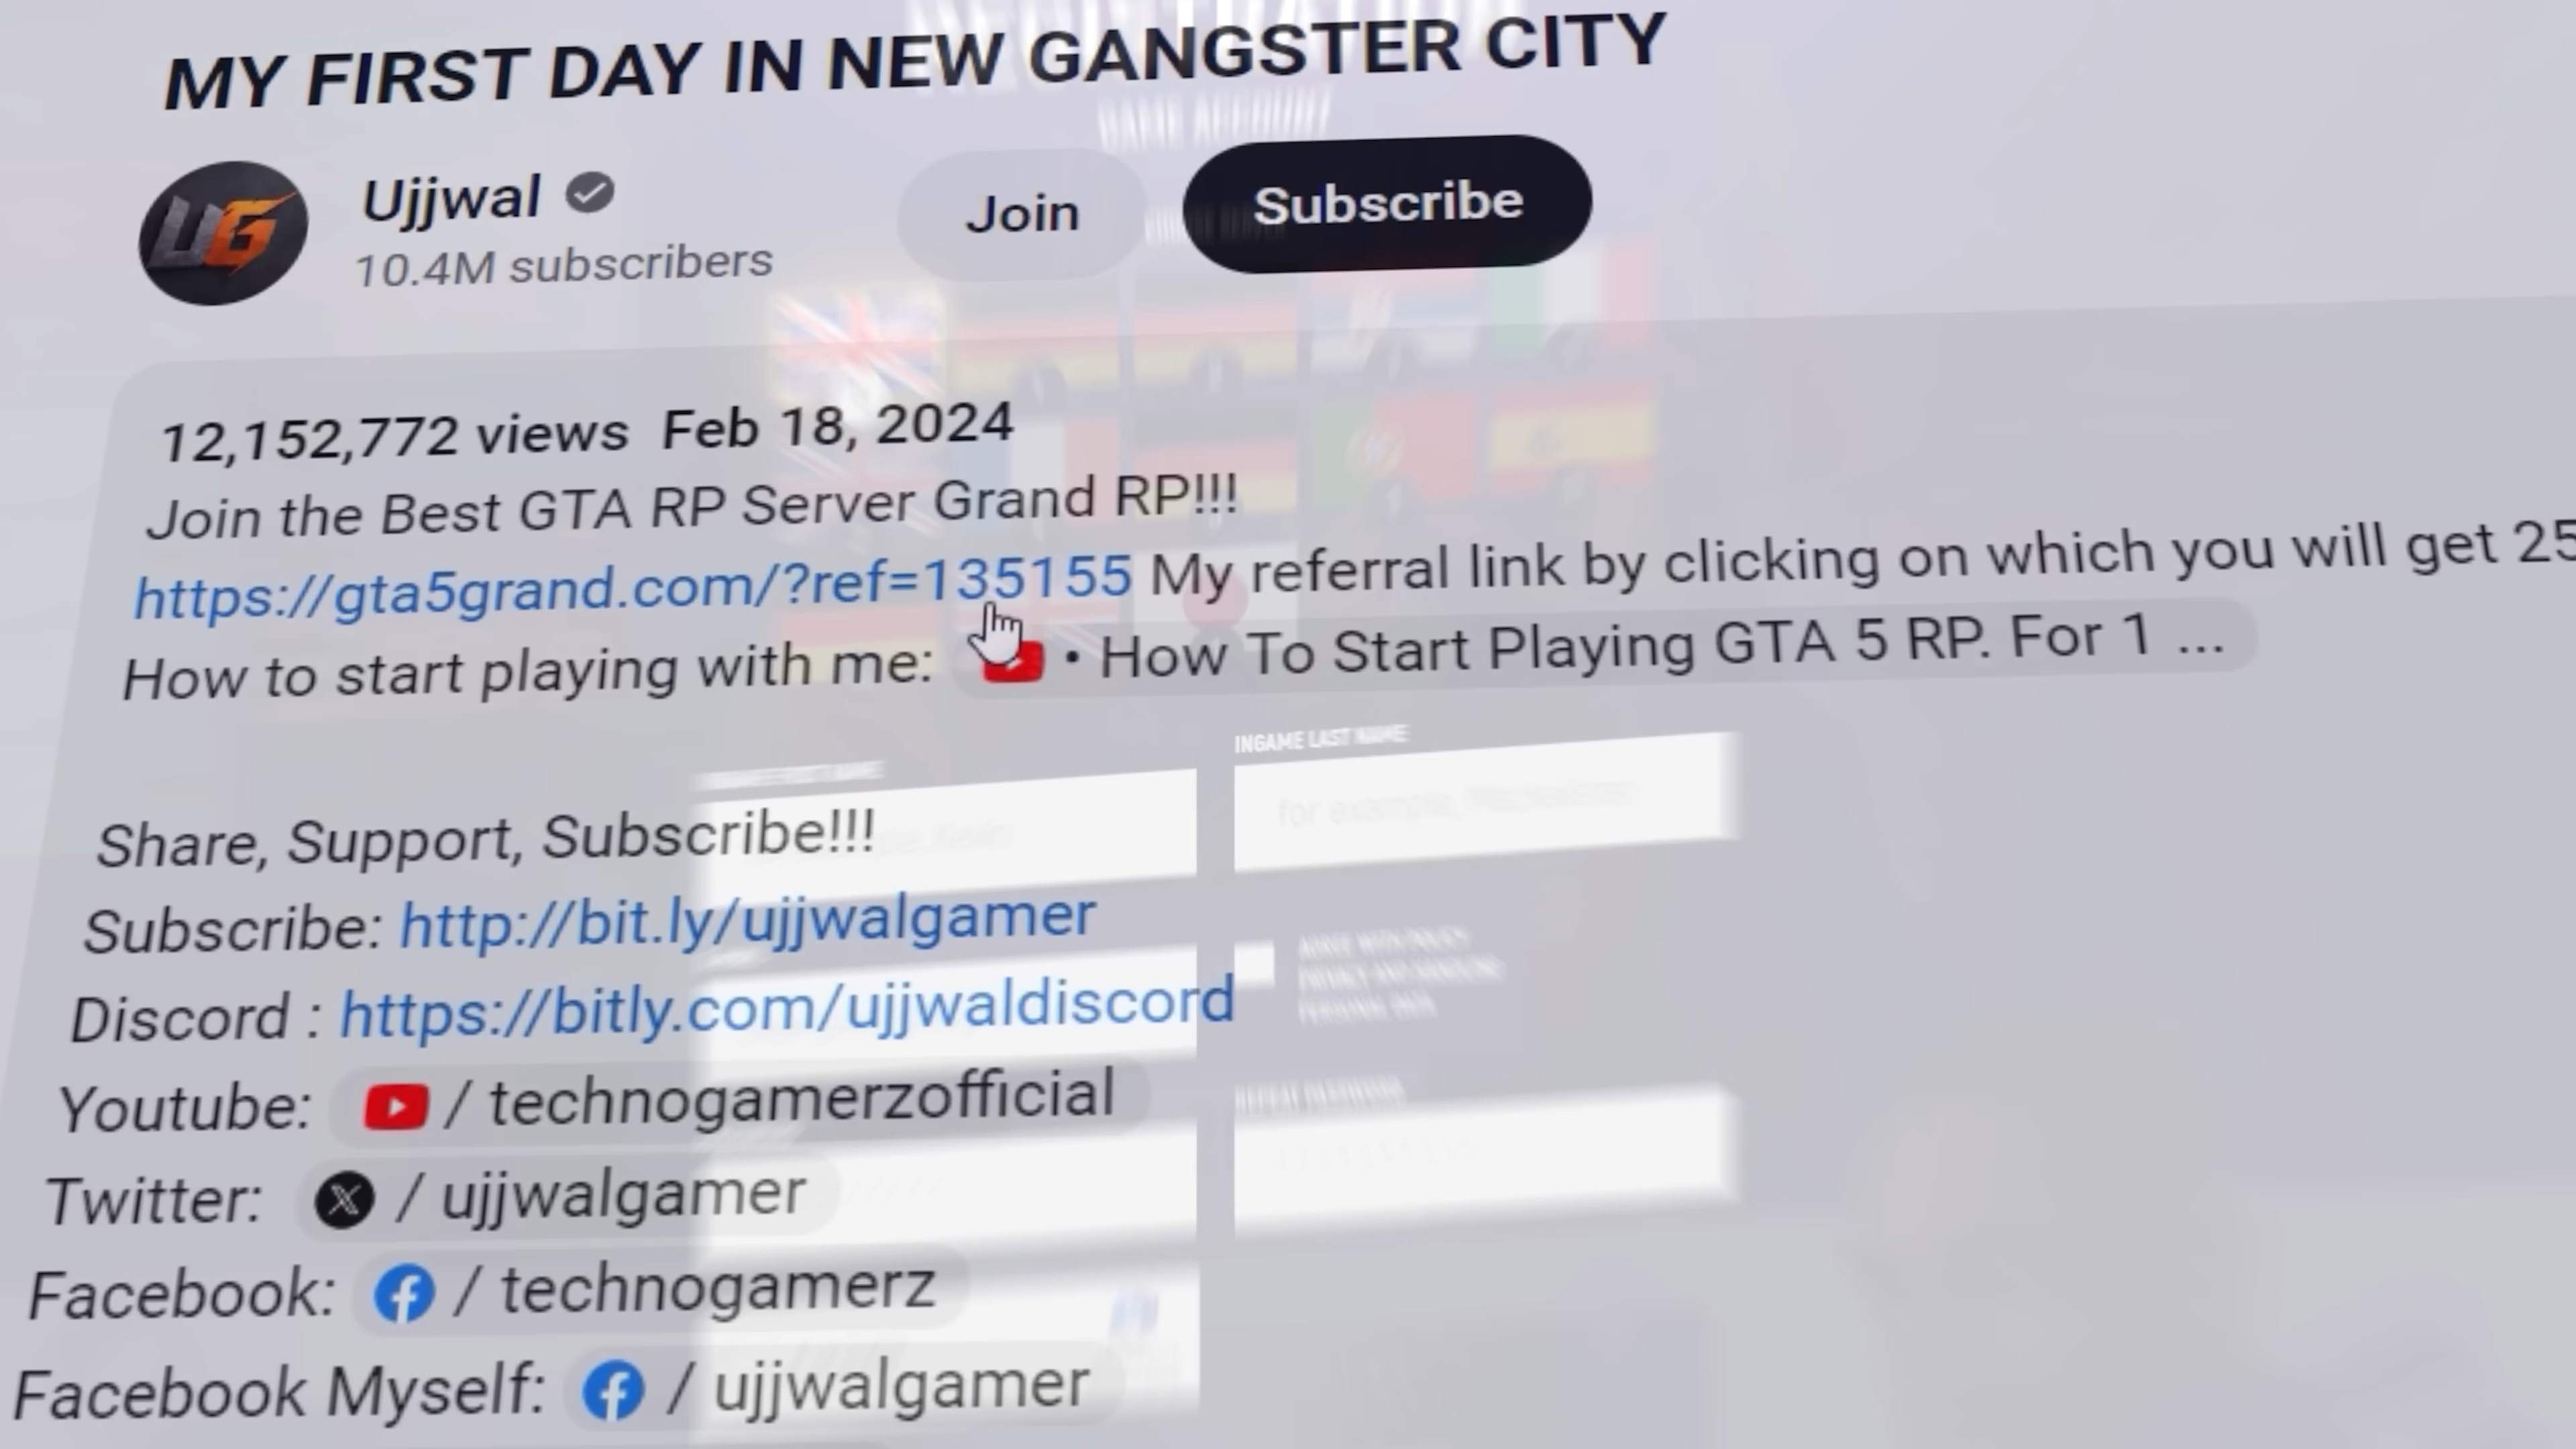 REGISTRATION
MY FIRST DAY IN NEW GANGSTER CITY
UG
Ujjwal
10.4M subscribers
Join
Subscribe
12,152,772 views Feb 18, 2024
Join the Best GTA RP Server Grand RP!!!
https://gta5grand.com/?ref=135155 My referral link by clicking on which you will get 25
How to start playing with me: • How To Start Playing GTA 5 RP. For 1 ...
INGAME LAST NAME
for example,
Share, Support, Subscribe!!!
Subscribe: http://bit.ly/ujjwalgamer
Discord : https://bitly.com/ujjwaldiscord
Youtube: / technogamerzofficial
Twitter: X / ujjwalgamer
Facebook: f / technogamerz
Facebook Myself: f / ujjwalgamer